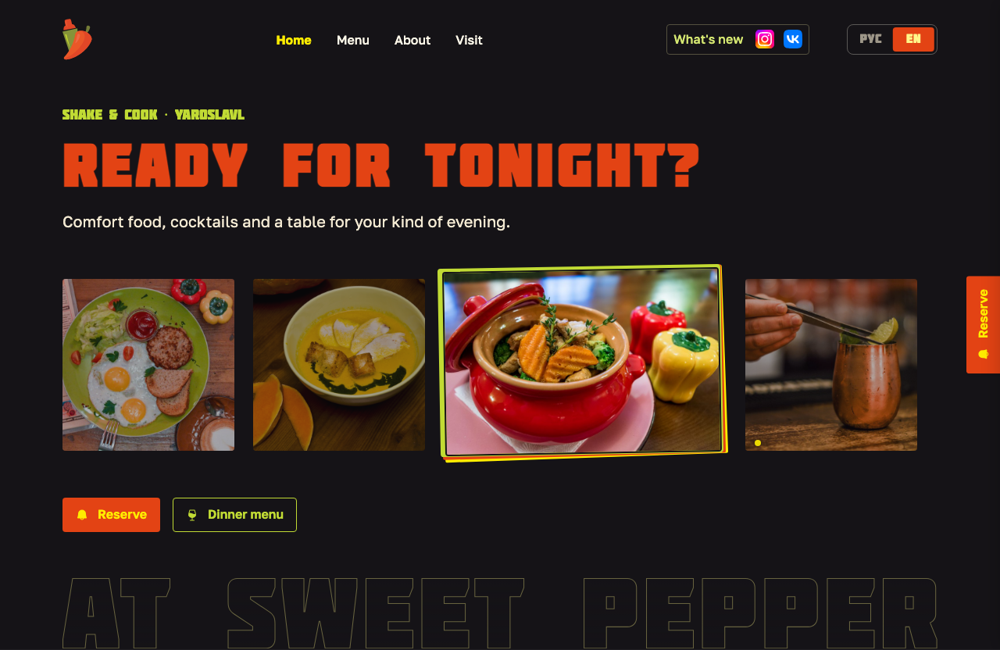 Home Menu About Visit What's new РУС EN
SHAKE & COOK · YAROSLAVL
READY FOR TONIGHT?
Comfort food, cocktails and a table for your kind of evening.
Reserve
Reserve Dinner menu
AT SWEET PEPPER